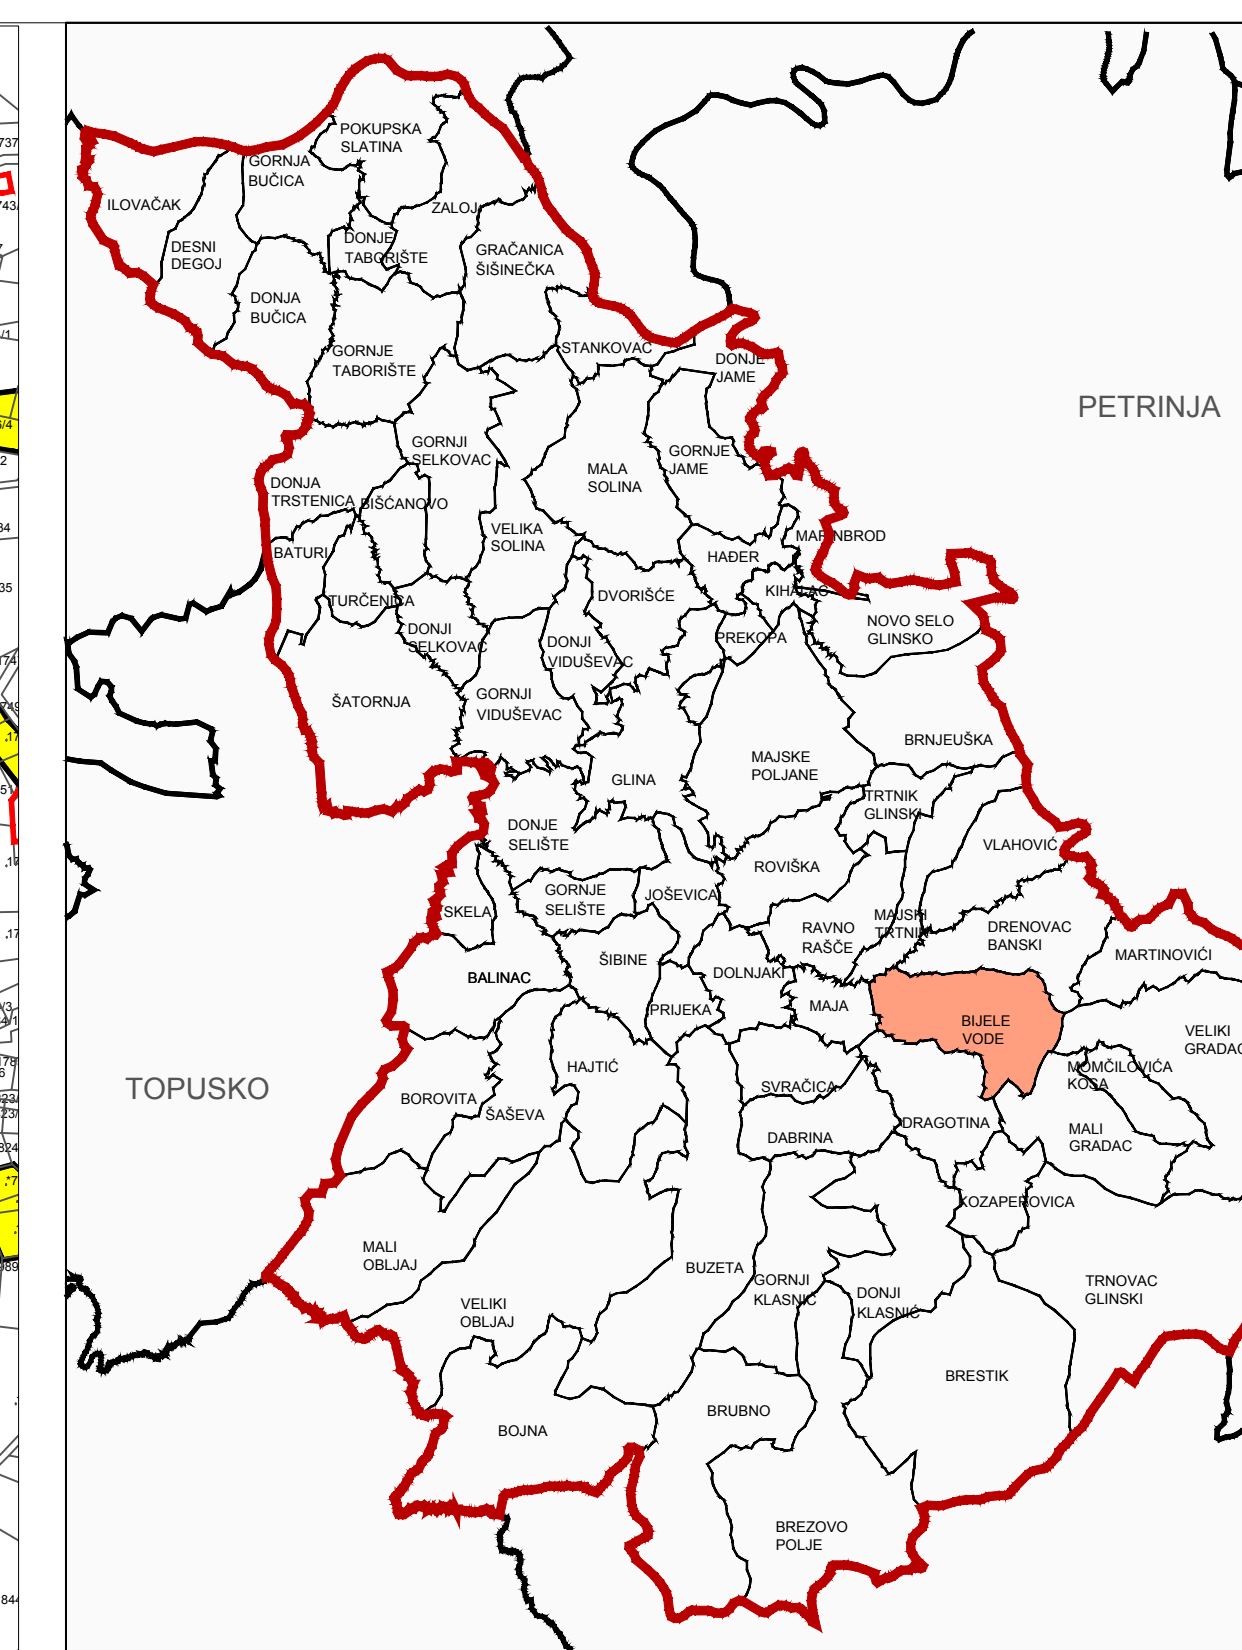 POKUPSKA
SLATINA
GORNJA
BUČICA
ILOVAČAK
ZALOJ
DESNI
DEGOJ
DONJE
TABORIŠTE
GRAČANICA
ŠIŠINEČKA
DONJA
BUČICA
GORNJE
TABORIŠTE
STANKOVAC
DONJE
JAME
PETRINJA
GORNJI
SELKOVAC
GORNJE
JAME
MALA
SOLINA
DONJA
TRSTENICA
BIŠĆANOVO
VELIKA
SOLINA
MARINBROD
BATURI
HAĐER
TURČENICA
DVORIŠĆE
KIHALAC
NOVO SELO
GLINSKO
DONJI
SELKOVAC
DONJI
VIDUŠEVAC
PREKOPA
ŠATORNJA
GORNJI
VIDUŠEVAC
BRNJEUŠKA
GLINA
MAJSKE
POLJANE
TRTNIK
GLINSKI
DONJE
SELIŠTE
VLAHOVIĆ
ROVIŠKA
GORNJE
SELIŠTE
JOŠEVICA
SKELA
RAVNO
RAŠČE
MAJSKI
TRTNIK
DRENOVAC
BANSKI
MARTINOVIĆI
BALINAC
ŠIBINE
DOLNJAKI
PRIJEKA
MAJA
BIJELE
VODE
VELIKI
GRADAC
HAJTIĆ
MOMČILOVIĆA
KOSA
TOPUSKO
BOROVITA
ŠAŠEVA
SVRAČICA
DRAGOTINA
DABRINA
MALI
GRADAC
KOZAPEROVICA
MALI
OBLJAJ
BUZETA
GORNJI
KLASNIĆ
DONJI
KLASNIĆ
TRNOVAC
GLINSKI
VELIKI
OBLJAJ
BRESTIK
BRUBNO
BOJNA
BREZOVO
POLJE